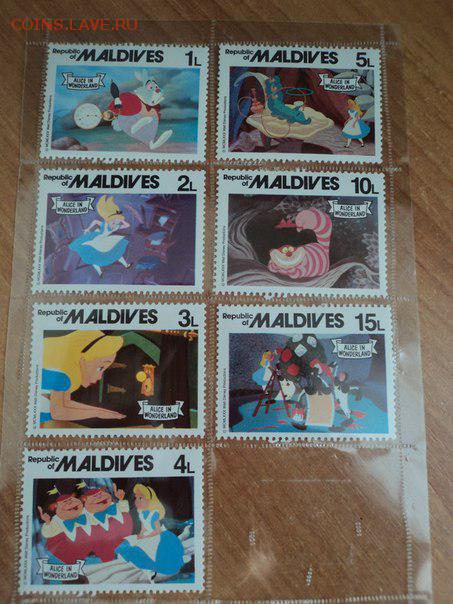 COINS.LAVE.RU
Republic of MALDIVES 1L
ALICE IN
WONDERLAND
Republic of MALDIVES 5L
ALICE IN
WONDERLAND
Republic of MALDIVES 2L
ALICE IN
WONDERLAND
Republic of MALDIVES 10L
ALICE IN
WONDERLAND
Republic of MALDIVES 3L
ALICE IN
WONDERLAND
Republic of MALDIVES 15L
ALICE IN
WONDERLAND
Republic of MALDIVES 4L
ALICE IN
WONDERLAND